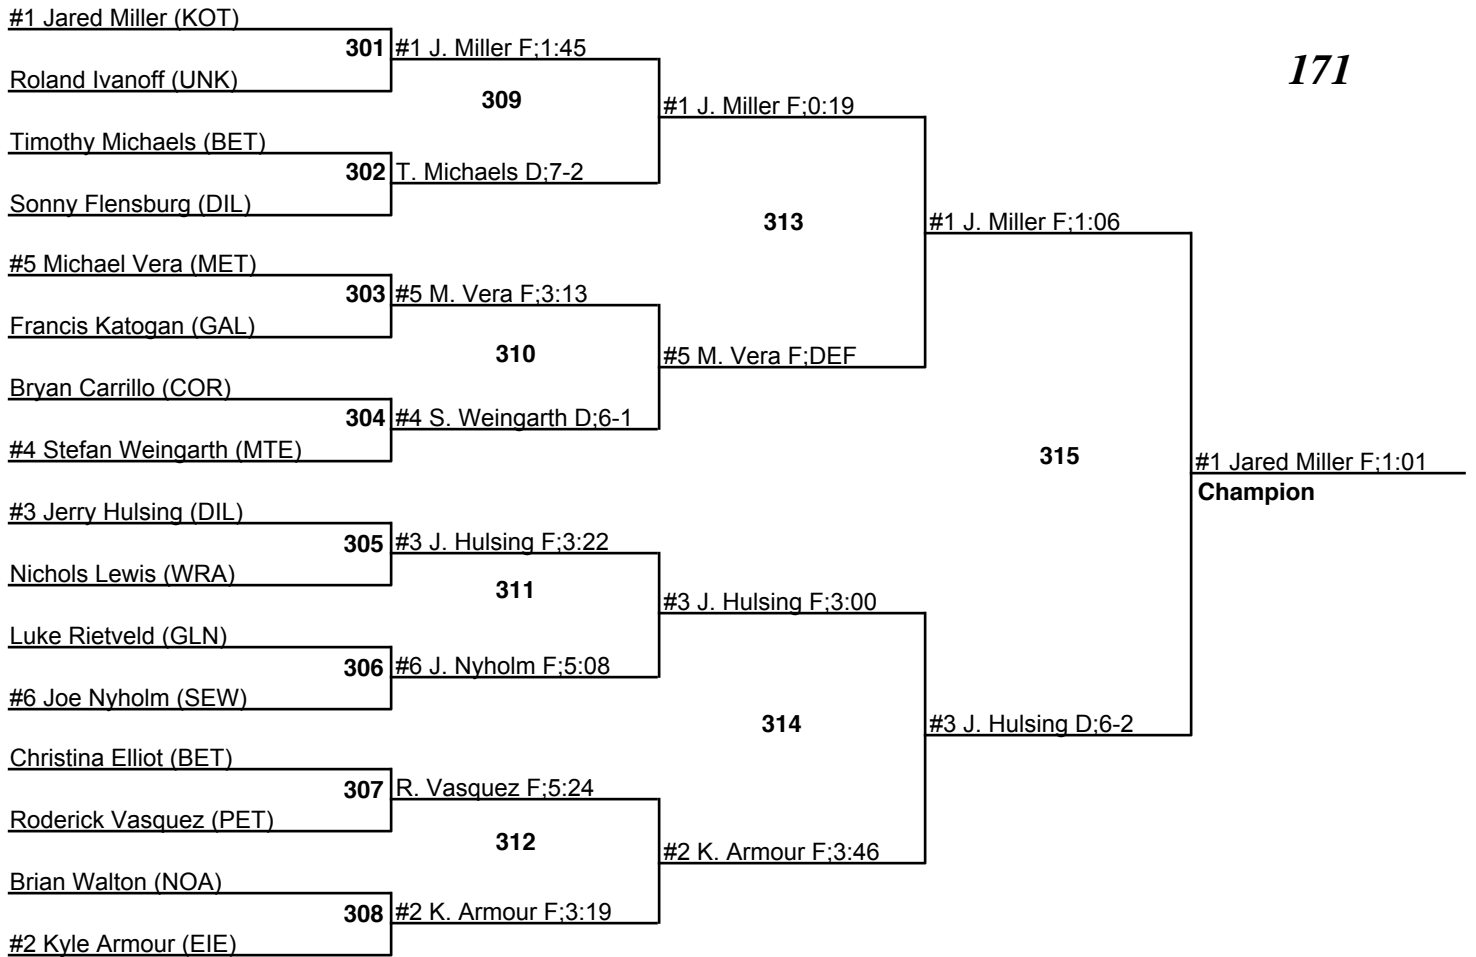 #1 Jared Miller (KOT)
301 #1 J. Miller F;1:45
171
Roland Ivanoff (UNK)
309
#1 J. Miller F;0:19
Timothy Michaels (BET)
302 T. Michaels D;7-2
Sonny Flensburg (DIL)
313
#1 J. Miller F;1:06
#5 Michael Vera (MET)
303 #5 M. Vera F;3:13
Francis Katogan (GAL)
310
#5 M. Vera F;DEF
Bryan Carrillo (COR)
304 #4 S. Weingarth D;6-1
#4 Stefan Weingarth (MTE)
315
#1 Jared Miller F;1:01
Champion
#3 Jerry Hulsing (DIL)
305 #3 J. Hulsing F;3:22
Nichols Lewis (WRA)
311
#3 J. Hulsing F;3:00
Luke Rietveld (GLN)
306 #6 J. Nyholm F;5:08
#6 Joe Nyholm (SEW)
314
#3 J. Hulsing D;6-2
Christina Elliot (BET)
307 R. Vasquez F;5:24
Roderick Vasquez (PET)
312
#2 K. Armour F;3:46
Brian Walton (NOA)
308 #2 K. Armour F;3:19
#2 Kyle Armour (EIE)